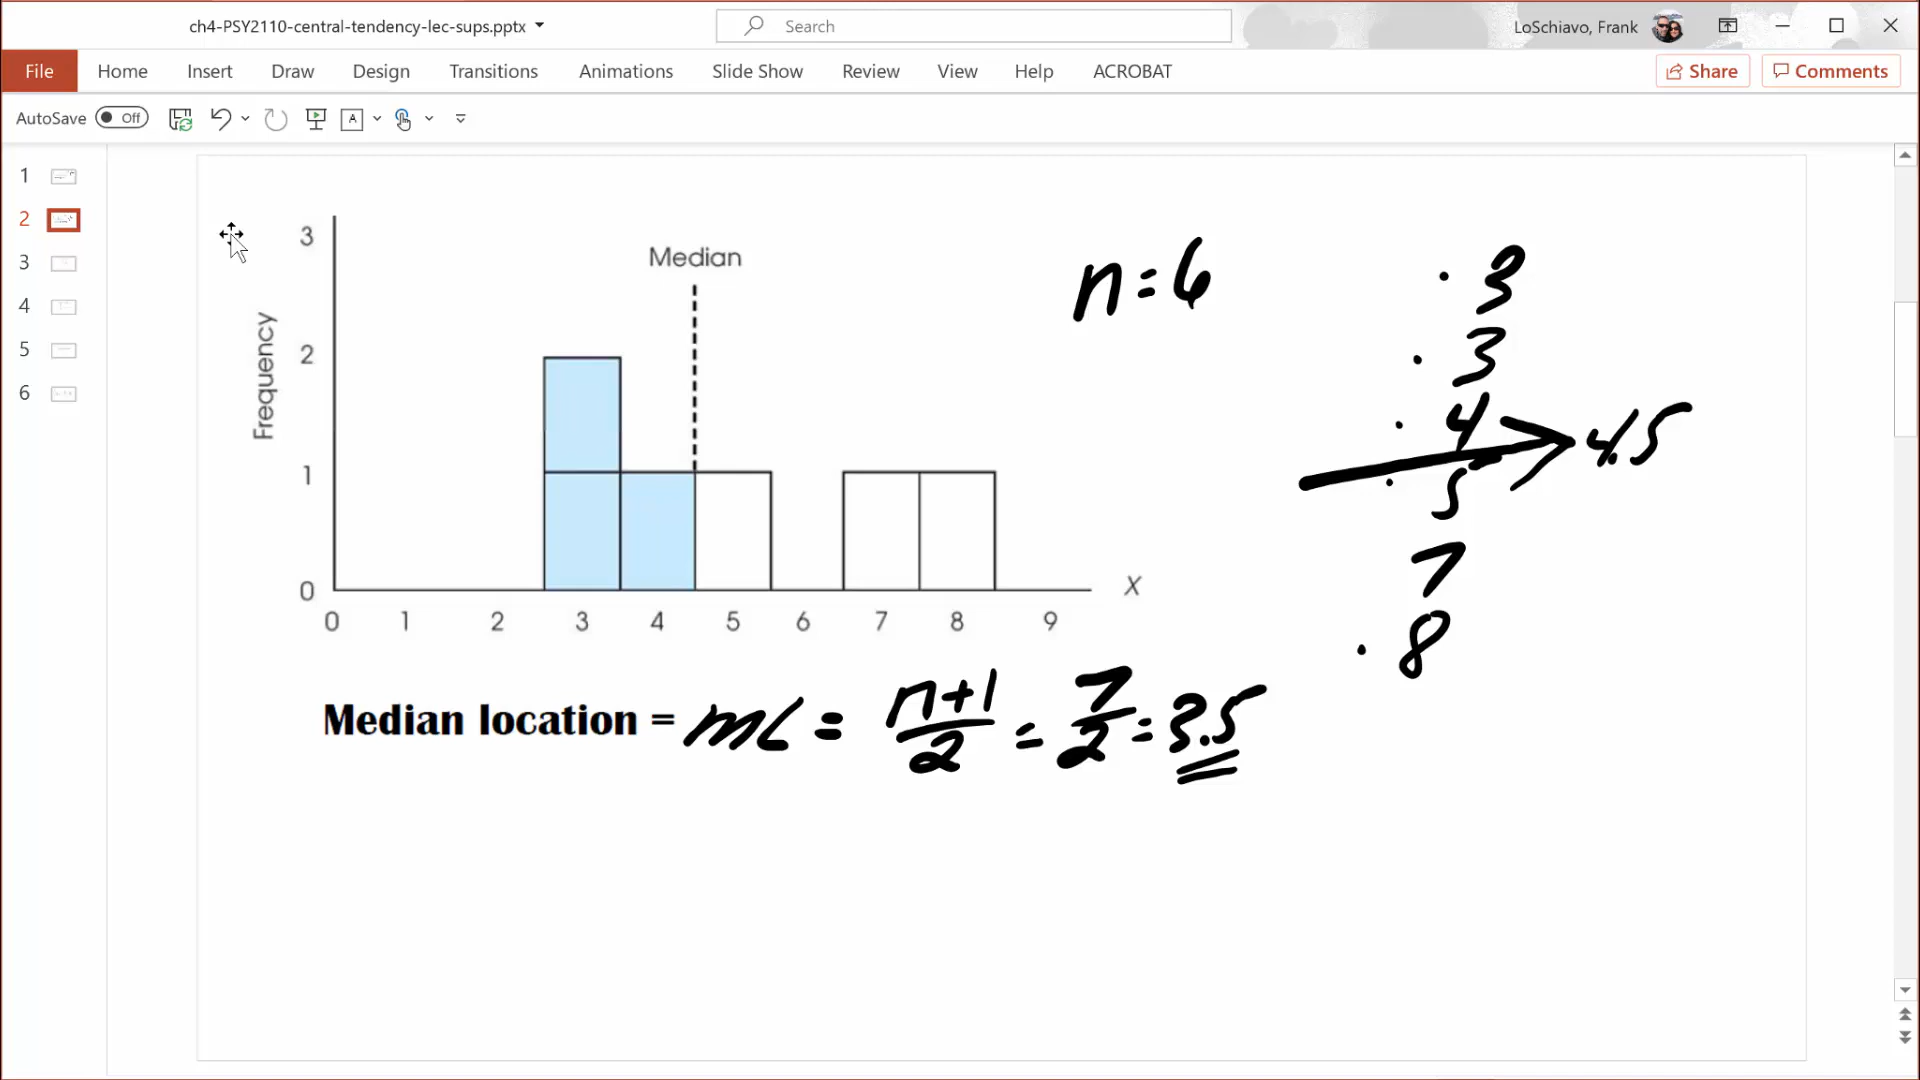 ch4-PSY2110-central-tendency-lec-sups.pptx
Search
LoSchiavo, Frank
File Home Insert Draw Design Transitions Animations Slide Show Review View Help ACROBAT
Share
Comments
AutoSave Off
A
1
2
3
4
5
6
3
2
1
0
Frequency
Median
0 1 2 3 4 5 6 7 8 9
X
n=6
3
3
4
4.5
5
7
8
Median location = ML = n+1/2 = 7/2 = 3.5